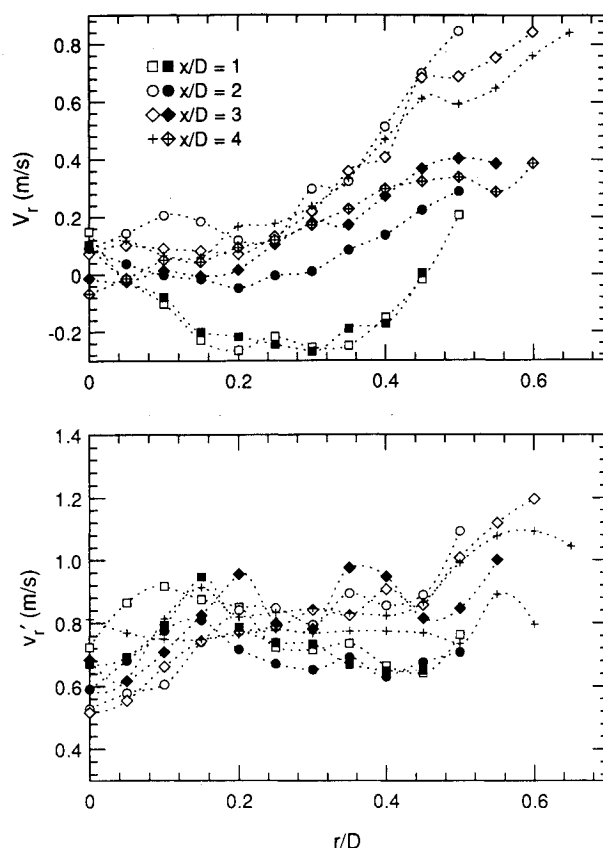 0.8
0.6
0.4
0.2
0
-0.2
V_r (m/s)
x/D = 1
x/D = 2
x/D = 3
x/D = 4
0 0.2 0.4 0.6
1.4
1.2
1.0
0.8
0.6
0.4
v_r′ (m/s)
0 0.2 0.4 0.6
r/D